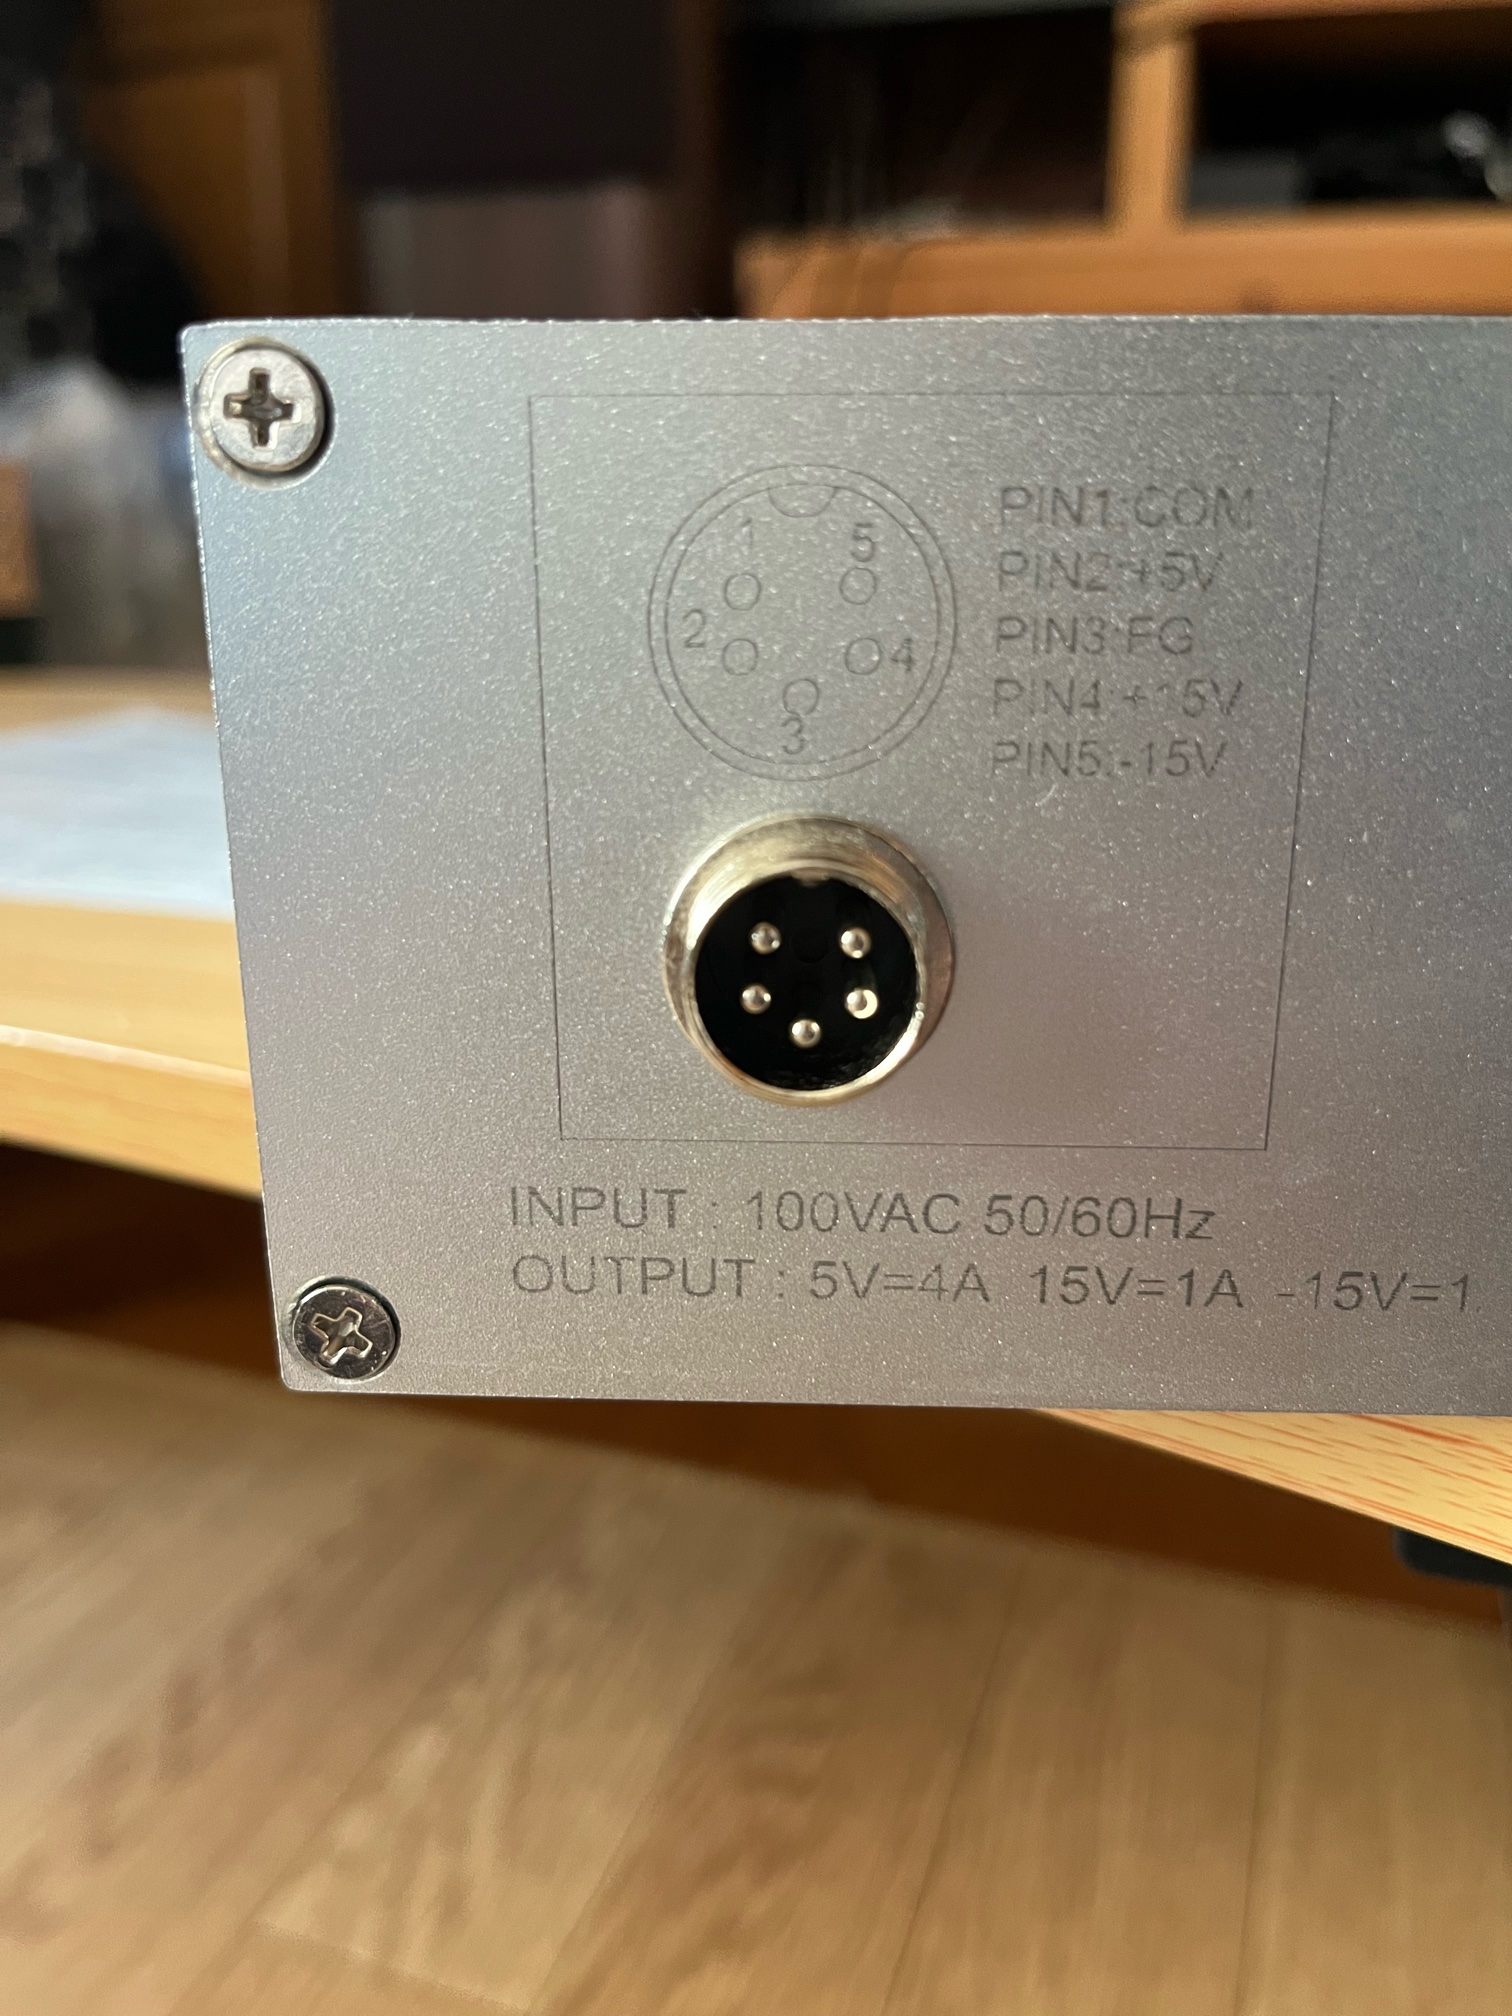 1
5
2
4
3
PIN1:COM
PIN2:+5V
PIN3:FG
PIN4:+15V
PIN5:-15V
INPUT : 100VAC 50/60Hz
OUTPUT : 5V=4A 15V=1A -15V=1.